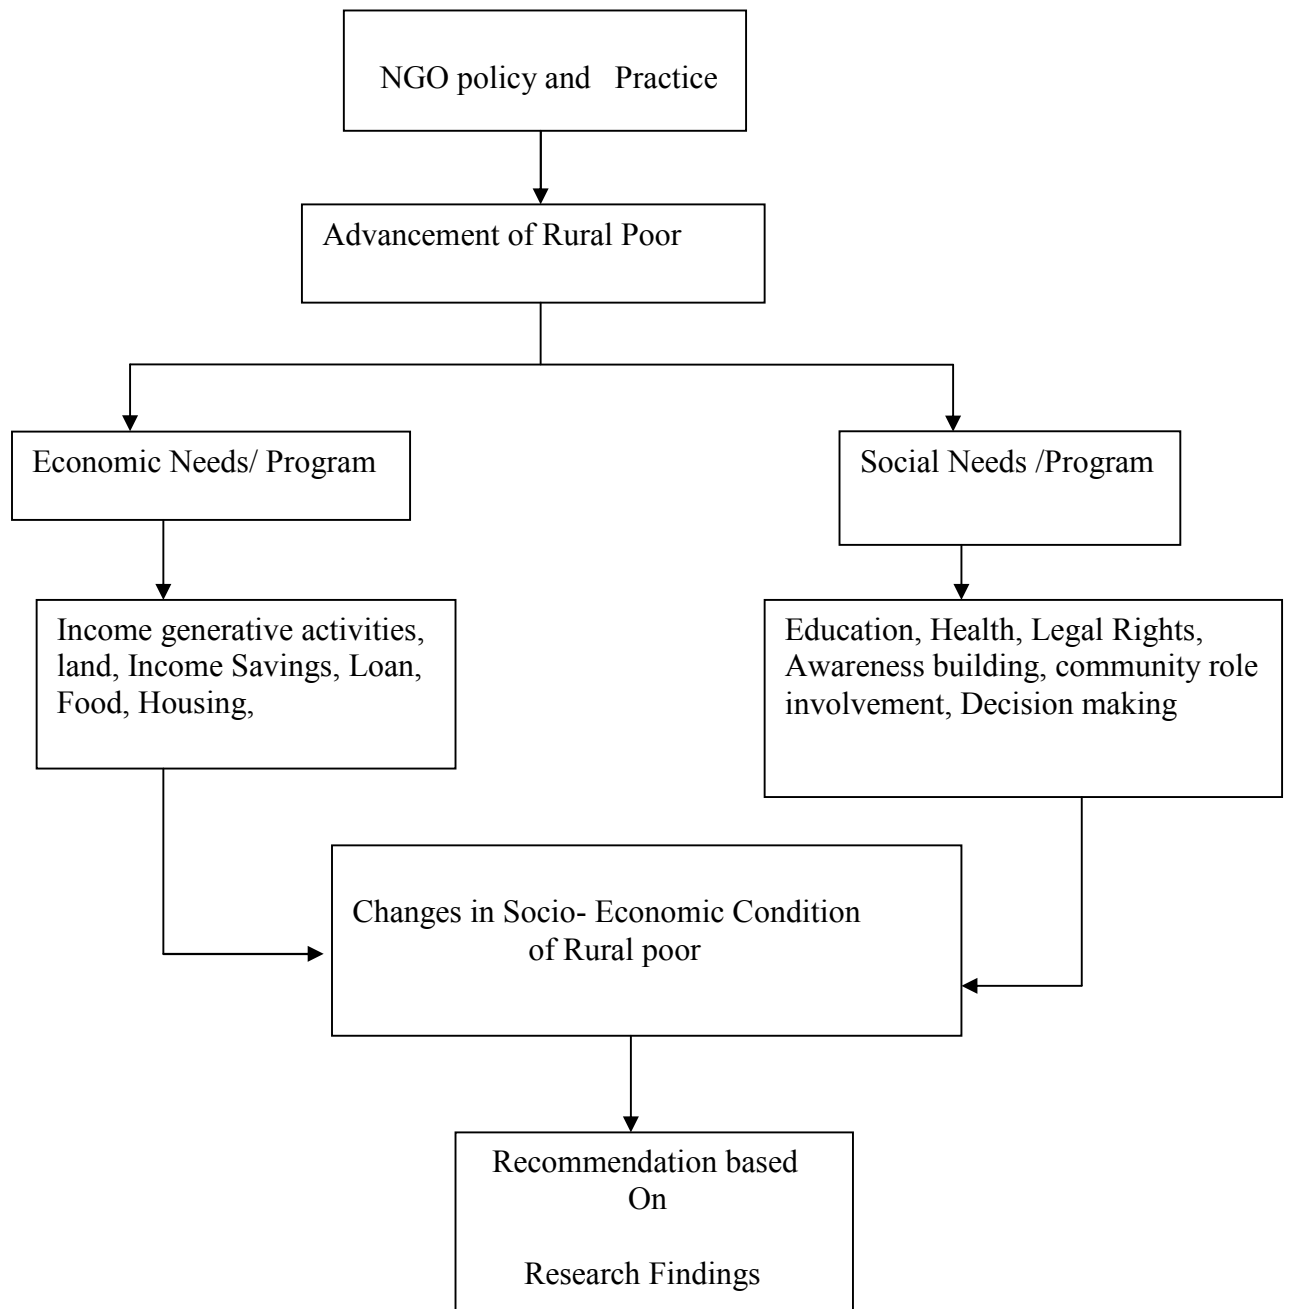 NGO policy and Practice
Advancement of Rural Poor
Economic Needs/ Program
Social Needs /Program
Income generative activities,
land, Income Savings, Loan,
Food, Housing,
Education, Health, Legal Rights,
Awareness building, community role
involvement, Decision making
Changes in Socio- Economic Condition
of Rural poor
Recommendation based
On
Research Findings